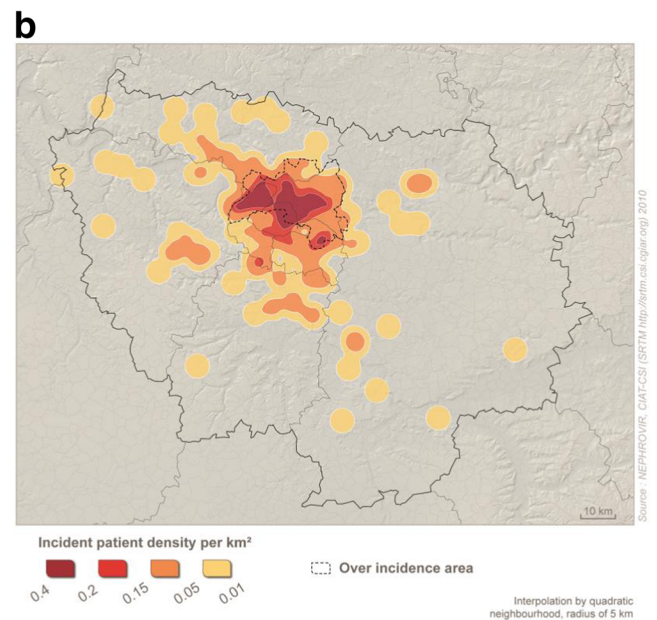 b
Source : NEPHROVIR, CIAT-CSI (SRTM http://srtm.csi.cgiar.org) 2010
10 km
Incident patient density per km²
Over incidence area
0.4
0.2
0.15
0.05
0.01
Interpolation by quadratic
neighbourhood, radius of 5 km